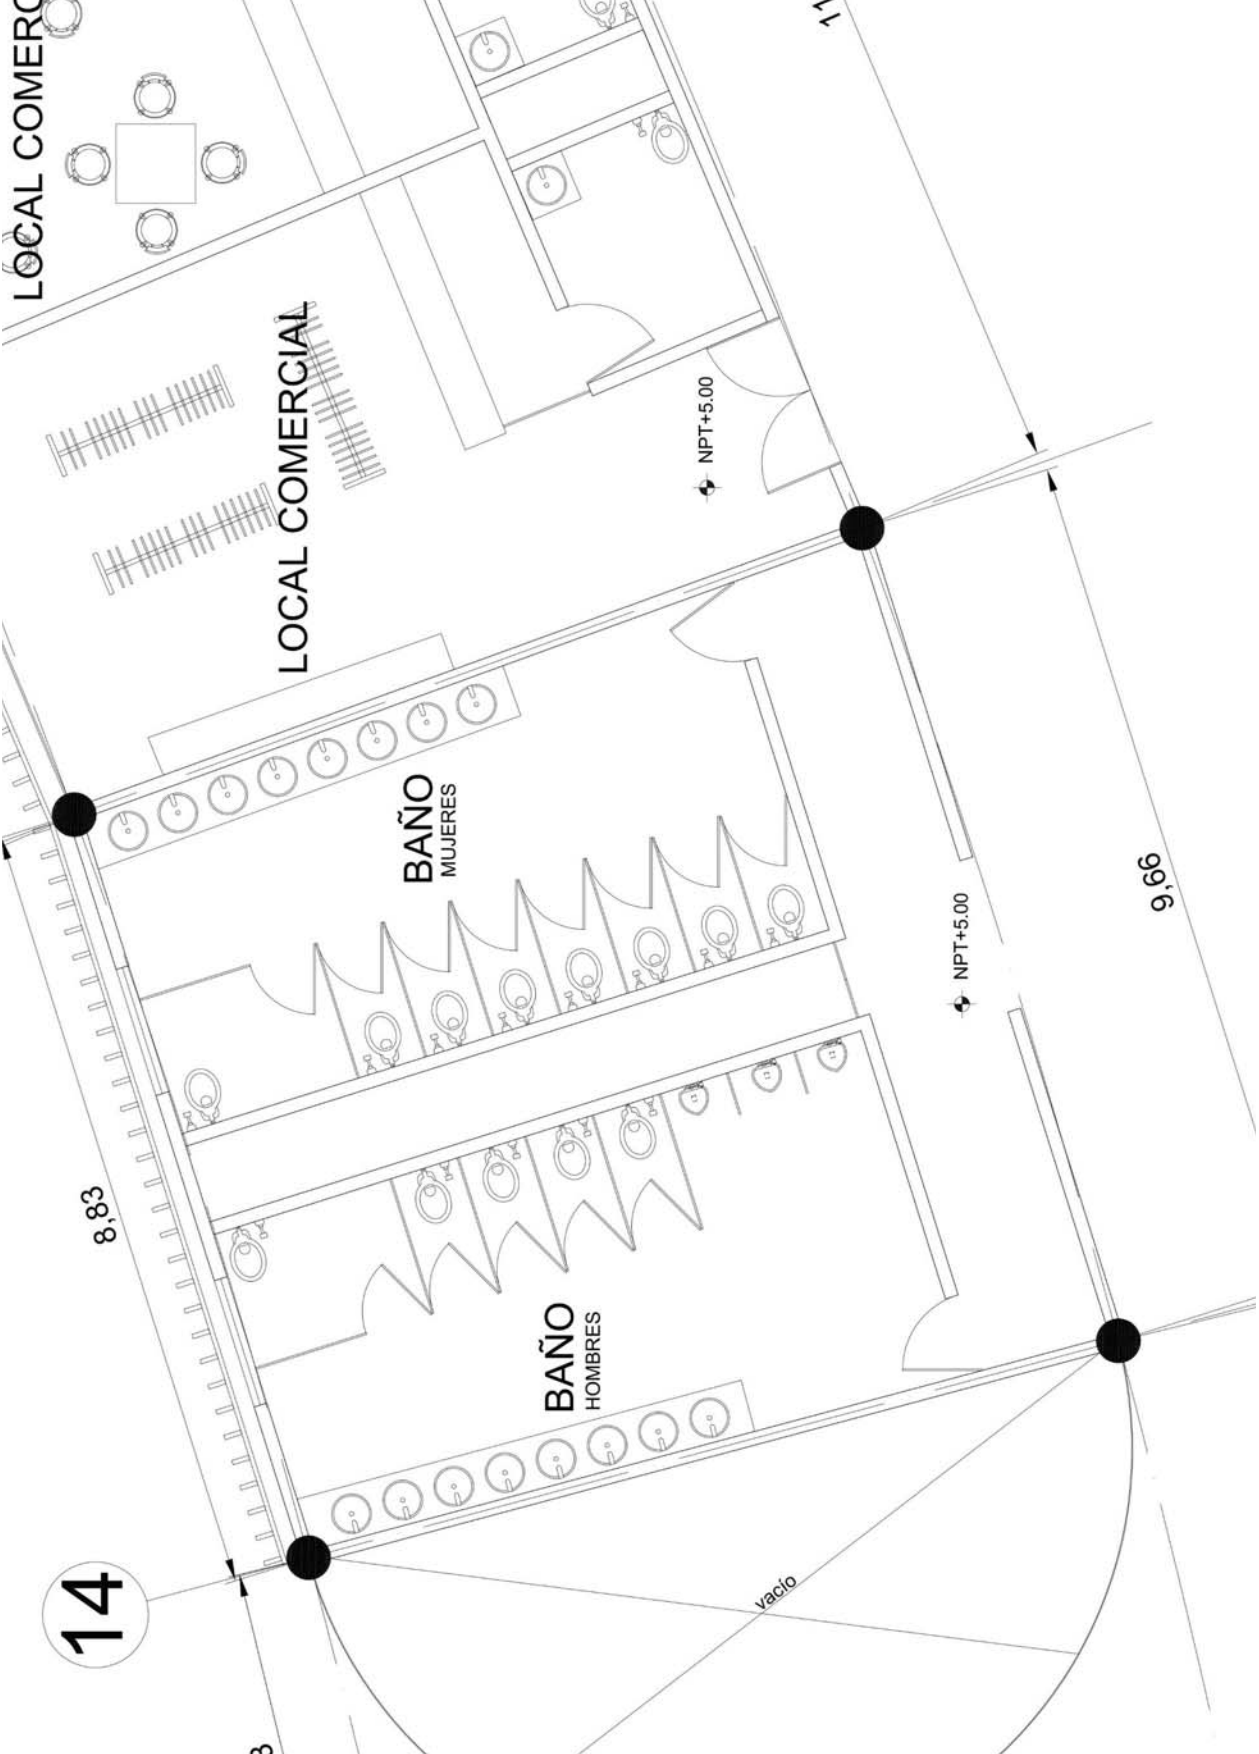 LOCAL COMERC
LOCAL COMERCIAL
11
NPT+5.00
BAÑO
MUJERES
NPT+5.00
9,66
8,83
BAÑO
HOMBRES
14
vacío